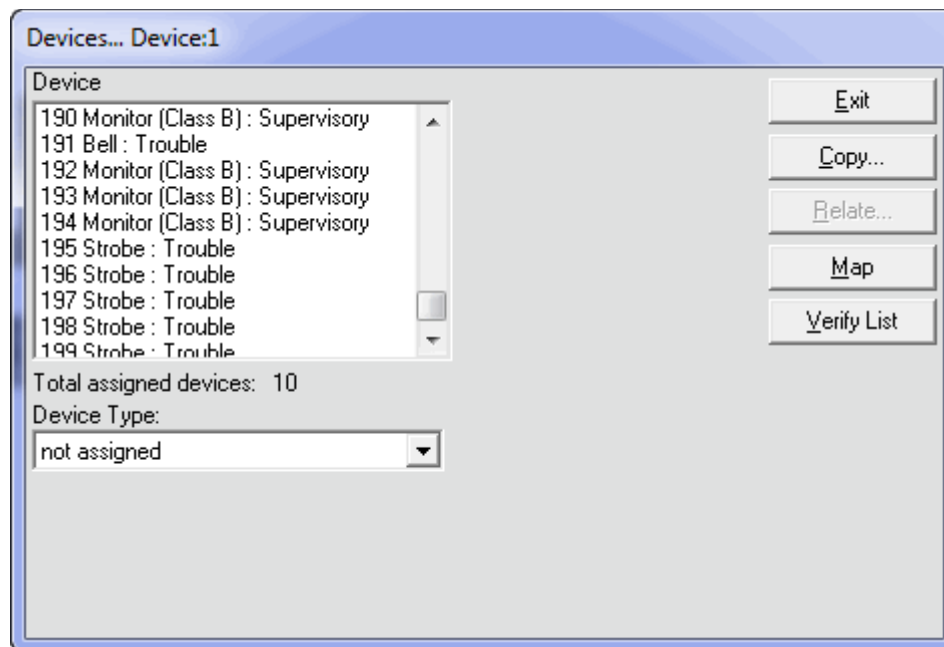 Devices... Device:1
Device
190 Monitor (Class B) : Supervisory
191 Bell : Trouble
192 Monitor (Class B) : Supervisory
193 Monitor (Class B) : Supervisory
194 Monitor (Class B) : Supervisory
195 Strobe : Trouble
196 Strobe : Trouble
197 Strobe : Trouble
198 Strobe : Trouble
199 Strobe : Trouble
Total assigned devices: 10
Device Type:
not assigned
Exit
Copy...
Relate...
Map
Verify List